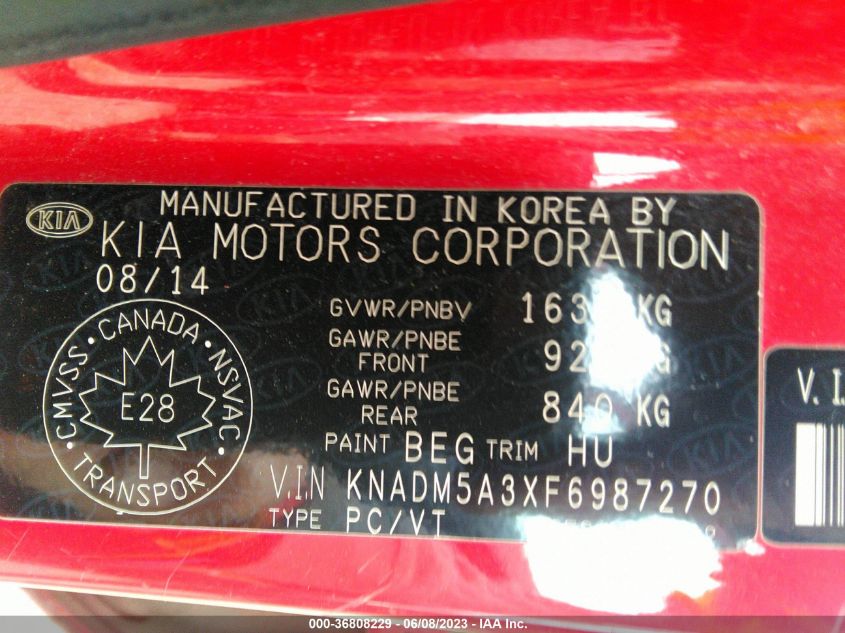 KIA
MANUFACTURED IN KOREA BY
KIA MOTORS CORPORATION
08/14
CMVSS · CANADA · NSVAC · TRANSPORT
E28
GVWR/PNBV KG
GAWR/PNBE
FRONT
GAWR/PNBE
REAR 840 KG
PAINT BEG TRIM HU
V.I.N KNADM5A3XF6987270
TYPE PC/VT
V.I.
000-36808229 - 06/08/2023 - IAA Inc.